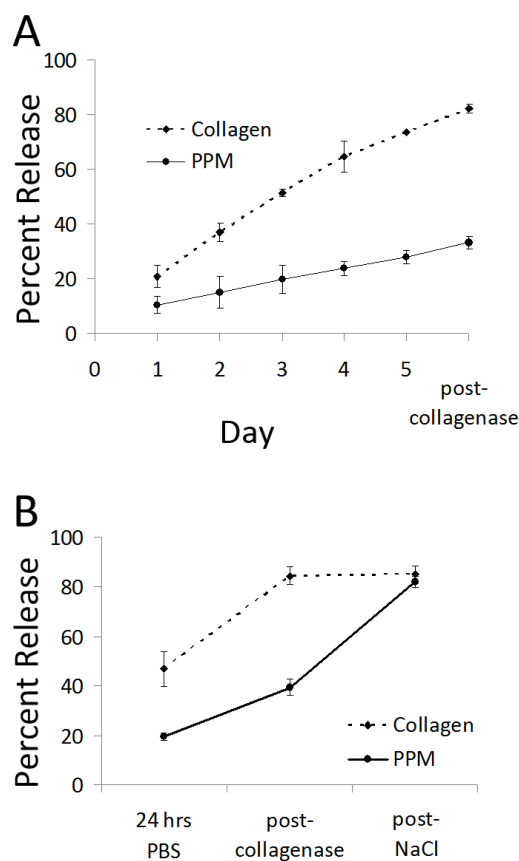 A
100
80
60
40
20
0
Percent Release
Collagen
PPM
0 1 2 3 4 5 post-
collagenase
Day
B
100
80
60
40
20
0
Percent Release
Collagen
PPM
24 hrs post- post-
PBS collagenase NaCl